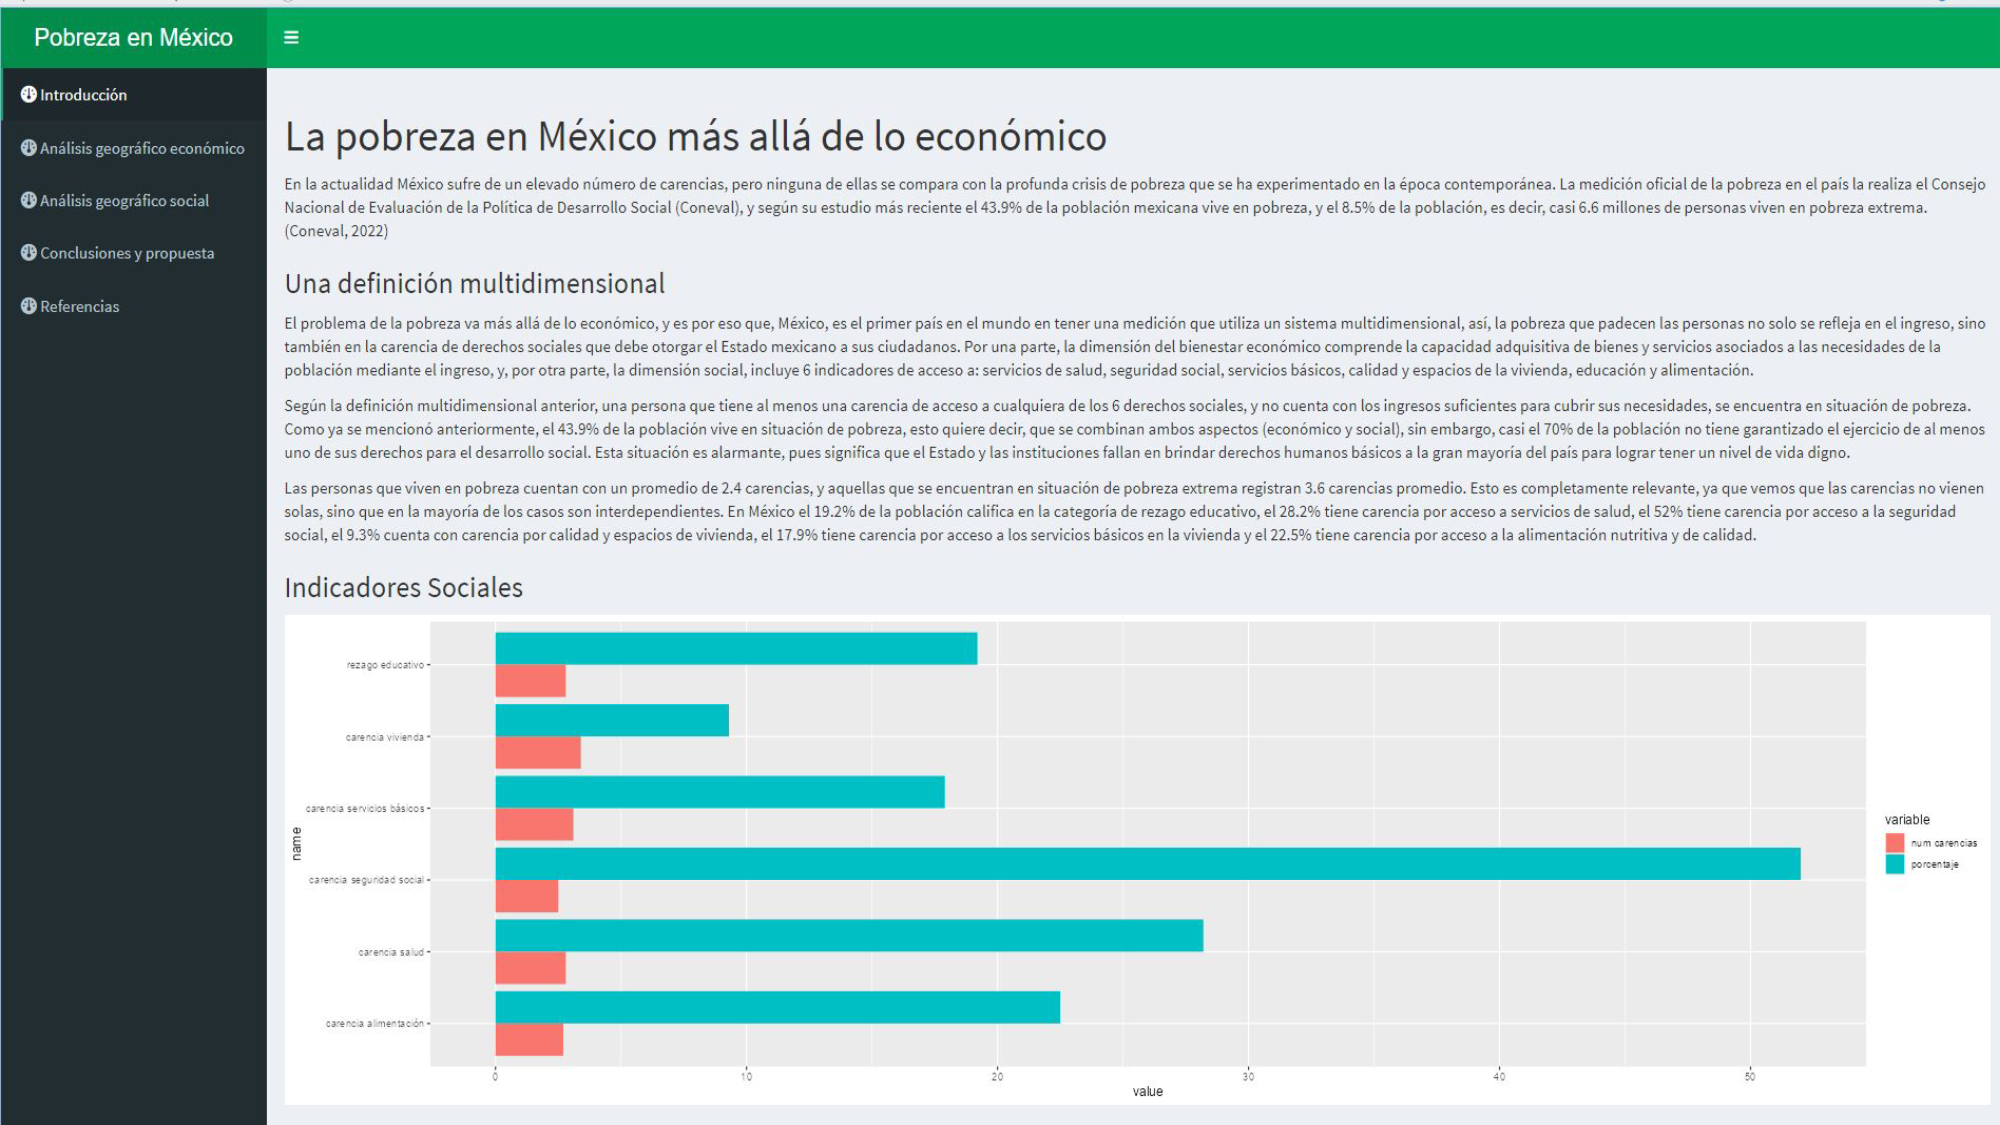 Pobreza en México
Introducción
Análisis geográfico económico
Análisis geográfico social
Conclusiones y propuesta
Referencias
La pobreza en México más allá de lo económico
En la actualidad México sufre de un elevado número de carencias, pero ninguna de ellas se compara con la profunda crisis de pobreza que se ha experimentado en la época contemporánea. La medición oficial de la pobreza en el país la realiza el Consejo
Nacional de Evaluación de la Política de Desarrollo Social (Coneval), y según su estudio más reciente el 43.9% de la población mexicana vive en pobreza, y el 8.5% de la población, es decir, casi 6.6 millones de personas viven en pobreza extrema.
(Coneval, 2022)
Una definición multidimensional
El problema de la pobreza va más allá de lo económico, y es por eso que, México, es el primer país en el mundo en tener una medición que utiliza un sistema multidimensional, así, la pobreza que padecen las personas no solo se refleja en el ingreso, sino
también en la carencia de derechos sociales que debe otorgar el Estado mexicano a sus ciudadanos. Por una parte, la dimensión del bienestar económico comprende la capacidad adquisitiva de bienes y servicios asociados a las necesidades de la
población mediante el ingreso, y, por otra parte, la dimensión social, incluye 6 indicadores de acceso a: servicios de salud, seguridad social, servicios básicos, calidad y espacios de la vivienda, educación y alimentación.
Según la definición multidimensional anterior, una persona que tiene al menos una carencia de acceso a cualquiera de los 6 derechos sociales, y no cuenta con los ingresos suficientes para cubrir sus necesidades, se encuentra en situación de pobreza.
Como ya se mencionó anteriormente, el 43.9% de la población vive en situación de pobreza, esto quiere decir, que se combinan ambos aspectos (económico y social), sin embargo, casi el 70% de la población no tiene garantizado el ejercicio de al menos
uno de sus derechos para el desarrollo social. Esta situación es alarmante, pues significa que el Estado y las instituciones fallan en brindar derechos humanos básicos a la gran mayoría del país para lograr tener un nivel de vida digno.
Las personas que viven en pobreza cuentan con un promedio de 2.4 carencias, y aquellas que se encuentran en situación de pobreza extrema registran 3.6 carencias promedio. Esto es completamente relevante, ya que vemos que las carencias no vienen
solas, sino que en la mayoría de los casos son interdependientes. En México el 19.2% de la población califica en la categoría de rezago educativo, el 28.2% tiene carencia por acceso a servicios de salud, el 52% tiene carencia por acceso a la seguridad
social, el 9.3% cuenta con carencia por calidad y espacios de vivienda, el 17.9% tiene carencia por acceso a los servicios básicos en la vivienda y el 22.5% tiene carencia por acceso a la alimentación nutritiva y de calidad.
Indicadores Sociales
rezago educativo
carencia vivienda
carencia servicios básicos
carencia seguridad social
carencia salud
carencia alimentación
name
0 10 20 30 40 50
value
variable
num carencias
porcentaje